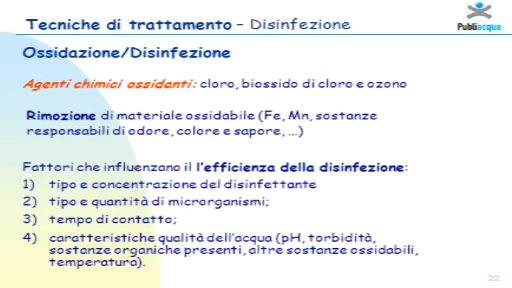 Tecniche di trattamento – Disinfezione
Publiacqua
Ossidazione/Disinfezione
Agenti chimici ossidanti: cloro, biossido di cloro e ozono
Rimozione di materiale ossidabile (Fe, Mn, sostanze
responsabili di odore, colore e sapore, ...)
Fattori che influenzano il l'efficienza della disinfezione:
1) tipo e concentrazione del disinfettante
2) tipo e quantità di microrganismi;
3) tempo di contatto;
4) caratteristiche qualità dell'acqua (pH, torbidità,
sostanze organiche presenti, altre sostanze ossidabili,
temperatura).
22